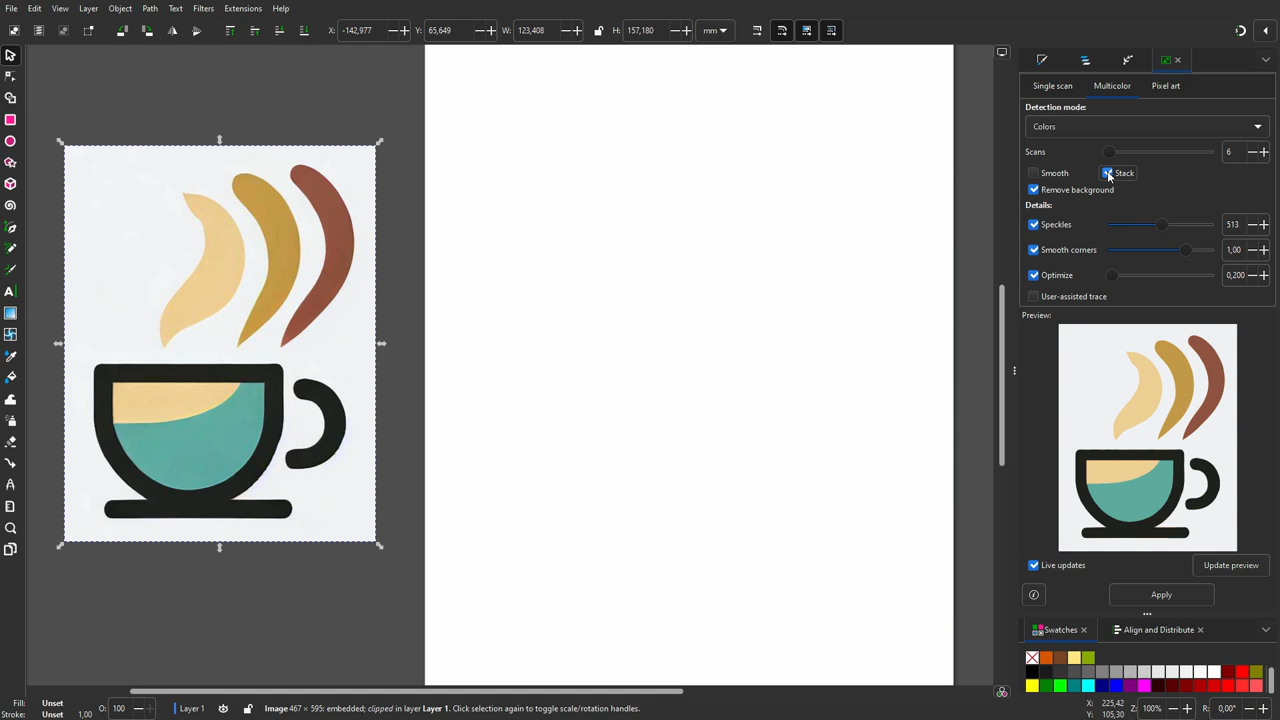 File Edit View Layer Object Path Text Filters Extensions Help
X: -142,977 Y: 65,649 W: 123,408 H: 157,180 mm
Single scan Multicolor Pixel art
Detection mode:
Colors
Scans 6
Smooth Stack
Remove background
Details:
Speckles 513
Smooth corners 1,00
Optimize 0,200
User-assisted trace
Preview:
Live updates Update preview
Apply
Swatches Align and Distribute
Fill: Unset
Stroke: Unset 1,00
O: 100
Layer 1
Image 467 × 595: embedded; clipped in layer Layer 1. Click selection again to toggle scale/rotation handles.
X: 225,42
Y: 105,30
Z: 100%
R: 0,00°